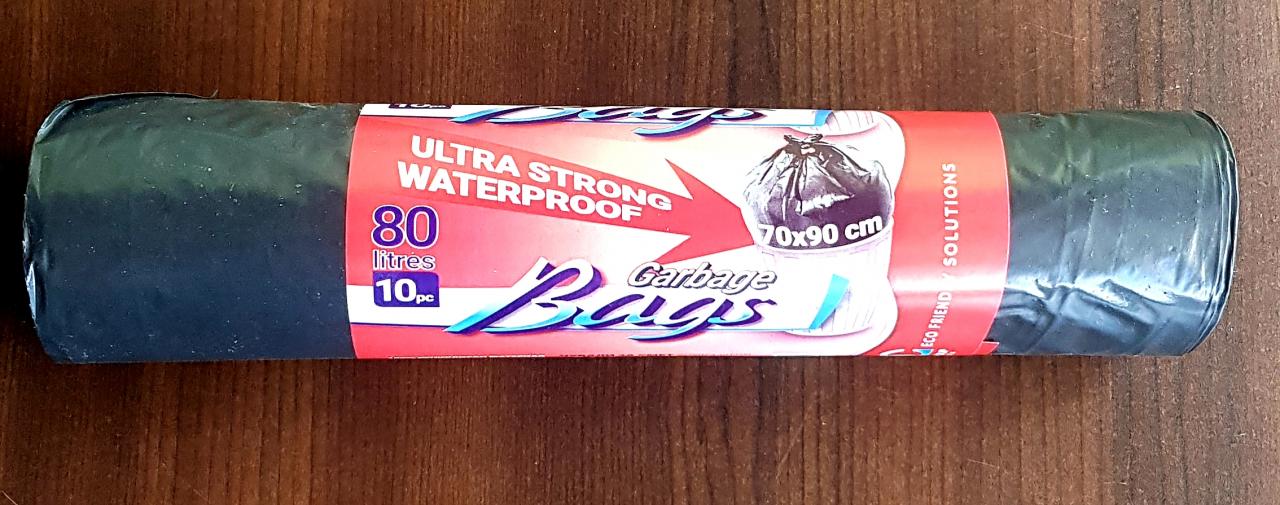 Bags
ULTRA STRONG
WATERPROOF
80
litres
10pc
70x90 cm
Garbage
Bags
ECO FRIENDLY SOLUTIONS